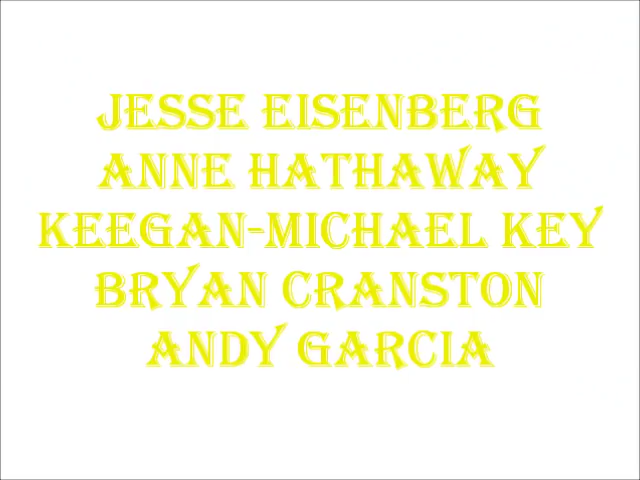 JESSE EISENBERG
ANNE HATHAWAY
KEEGAN-MICHAEL KEY
BRYAN CRANSTON
ANDY GARCIA